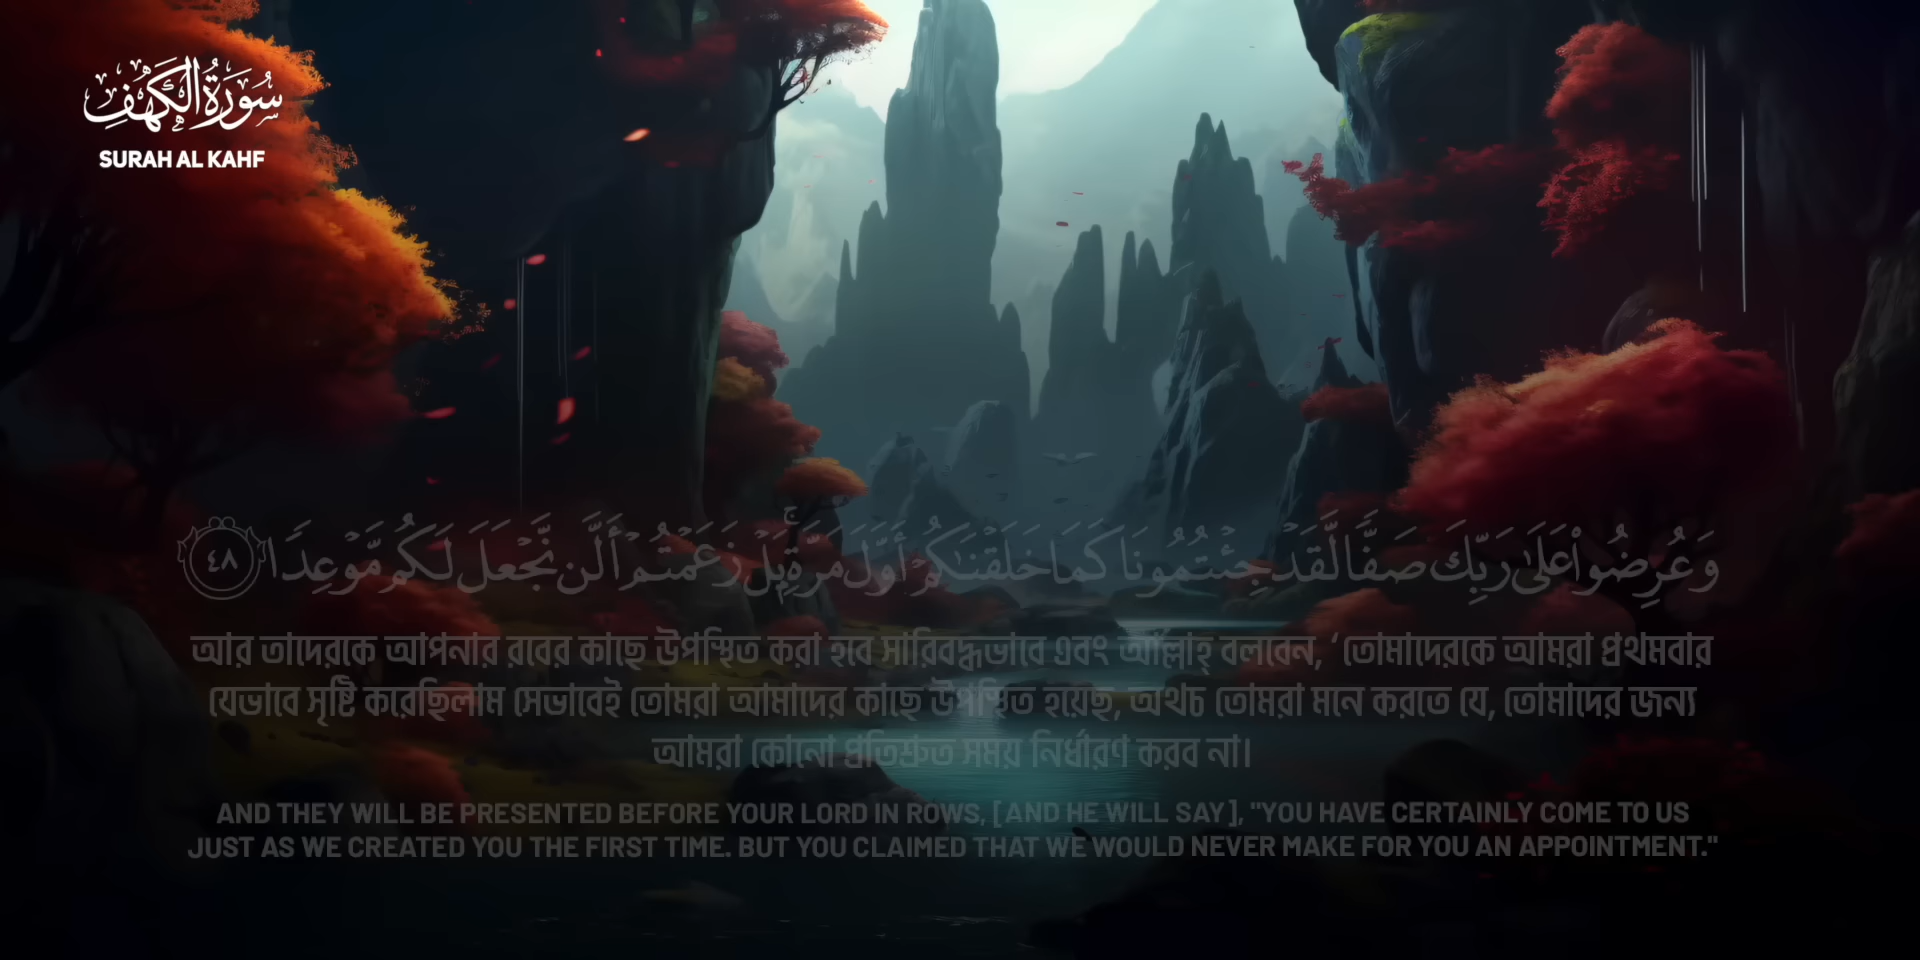 سُورَةُ الكَهْفِ
SURAH AL KAHF
وَعُرِضُوا۟ عَلَىٰ رَبِّكَ صَفًّا لَّقَدْ جِئْتُمُونَا كَمَا خَلَقْنَـٰكُمْ أَوَّلَ مَرَّةٍۭ ۚ بَلْ زَعَمْتُمْ أَلَّن نَّجْعَلَ لَكُم مَّوْعِدًا ٤٨
আর তাদেরকে আপনার রবের কাছে উপস্থিত করা হবে সারিবদ্ধভাবে এবং আল্লাহ্ বলবেন, ‘তোমাদেরকে আমরা প্রথমবার
যেভাবে সৃষ্টি করেছিলাম সেভাবেই তোমরা আমাদের কাছে উপস্থিত হয়েছ, অথচ তোমরা মনে করতে যে, তোমাদের জন্য
আমরা কোনো প্রতিশ্রুত সময় নির্ধারণ করব না।
AND THEY WILL BE PRESENTED BEFORE YOUR LORD IN ROWS, [AND HE WILL SAY], "YOU HAVE CERTAINLY COME TO US
JUST AS WE CREATED YOU THE FIRST TIME. BUT YOU CLAIMED THAT WE WOULD NEVER MAKE FOR YOU AN APPOINTMENT."